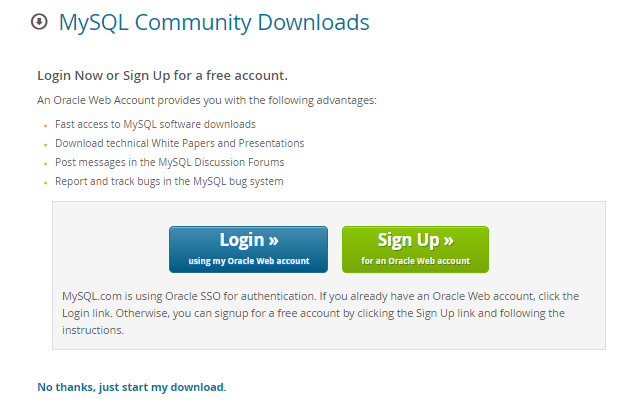 MySQL Community Downloads
Login Now or Sign Up for a free account.
An Oracle Web Account provides you with the following advantages:
Fast access to MySQL software downloads
Download technical White Papers and Presentations
Post messages in the MySQL Discussion Forums
Report and track bugs in the MySQL bug system
Login »
using my Oracle Web account
Sign Up »
for an Oracle Web account
MySQL.com is using Oracle SSO for authentication. If you already have an Oracle Web account, click the
Login link. Otherwise, you can signup for a free account by clicking the Sign Up link and following the
instructions.
No thanks, just start my download.